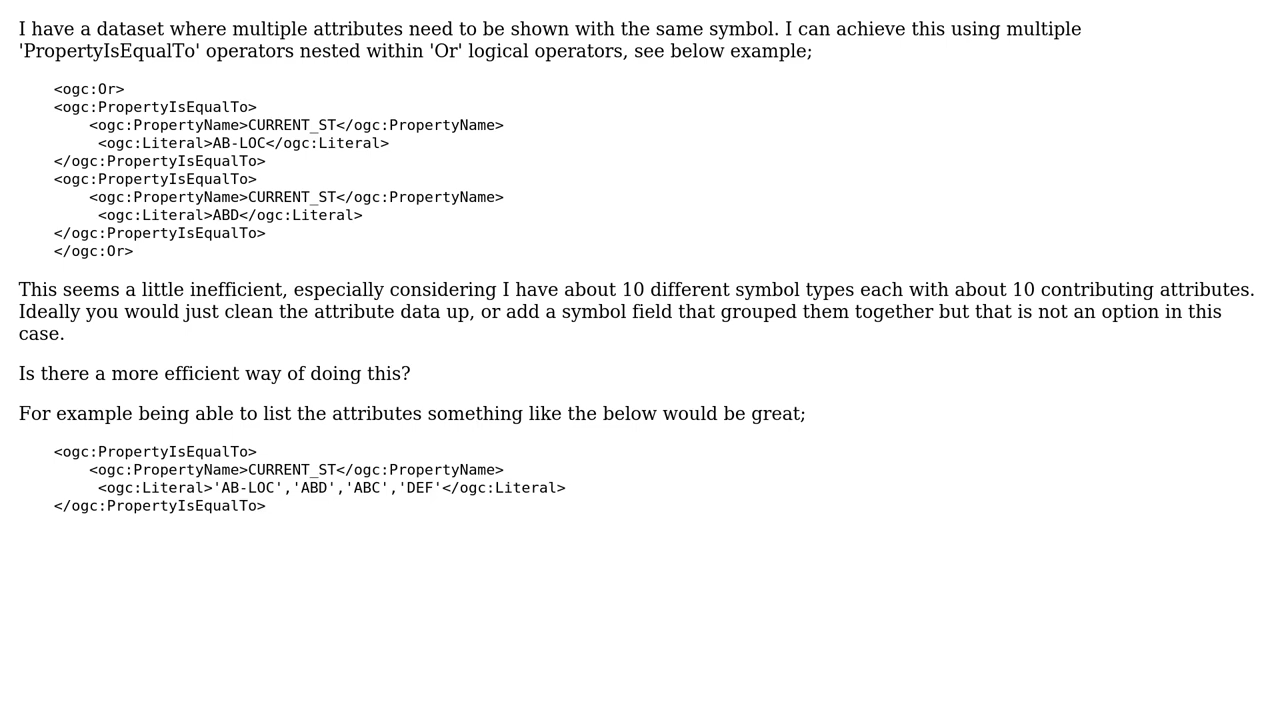 I have a dataset where multiple attributes need to be shown with the same symbol. I can achieve this using multiple
'PropertyIsEqualTo' operators nested within 'Or' logical operators, see below example;
<ogc:Or>
<ogc:PropertyIsEqualTo>
<ogc:PropertyName>CURRENT_ST</ogc:PropertyName>
<ogc:Literal>AB-LOC</ogc:Literal>
</ogc:PropertyIsEqualTo>
<ogc:PropertyIsEqualTo>
<ogc:PropertyName>CURRENT_ST</ogc:PropertyName>
<ogc:Literal>ABD</ogc:Literal>
</ogc:PropertyIsEqualTo>
</ogc:Or>
This seems a little inefficient, especially considering I have about 10 different symbol types each with about 10 contributing attributes.
Ideally you would just clean the attribute data up, or add a symbol field that grouped them together but that is not an option in this
case.
Is there a more efficient way of doing this?
For example being able to list the attributes something like the below would be great;
<ogc:PropertyIsEqualTo>
<ogc:PropertyName>CURRENT_ST</ogc:PropertyName>
<ogc:Literal>'AB-LOC','ABD','ABC','DEF'</ogc:Literal>
</ogc:PropertyIsEqualTo>